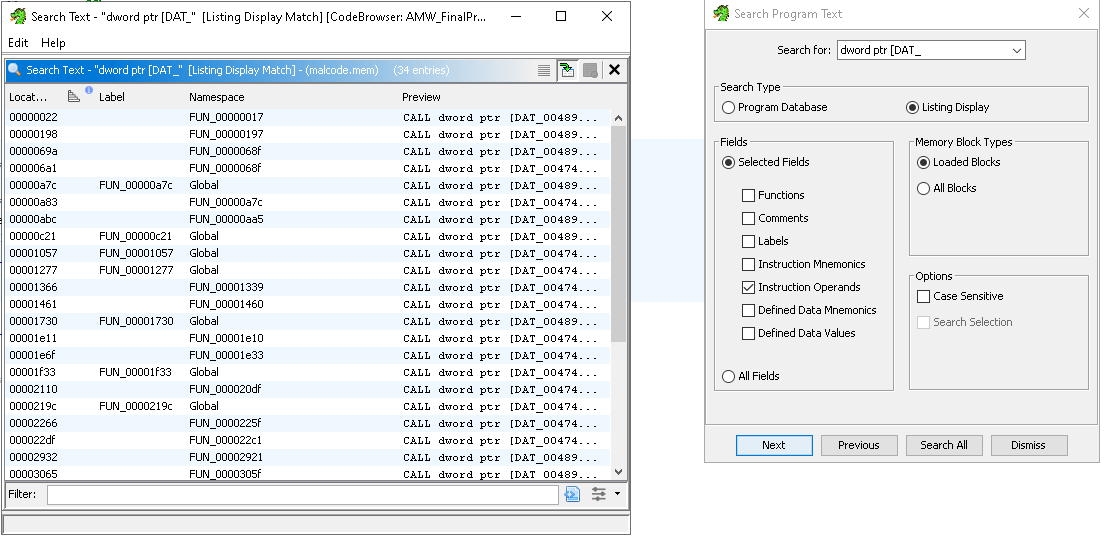 Search Text - "dword ptr [DAT_" [Listing Display Match] [CodeBrowser: AMW_FinalPr...
Edit Help
Search Text - "dword ptr [DAT_" [Listing Display Match] - (malcode.mem) (34 entries)
Locat... Label Namespace Preview
00000022 FUN_00000017 CALL dword ptr [DAT_00489...
00000198 FUN_00000197 CALL dword ptr [DAT_00489...
0000069a FUN_0000068f CALL dword ptr [DAT_00489...
000006a1 FUN_0000068f CALL dword ptr [DAT_00474...
00000a7c FUN_00000a7c Global CALL dword ptr [DAT_00489...
00000a83 FUN_00000a7c CALL dword ptr [DAT_00474...
00000abc FUN_00000aa5 CALL dword ptr [DAT_00489...
00000c21 FUN_00000c21 Global CALL dword ptr [DAT_00489...
00001057 FUN_00001057 Global CALL dword ptr [DAT_00474...
00001277 FUN_00001277 Global CALL dword ptr [DAT_00489...
00001366 FUN_00001339 CALL dword ptr [DAT_00474...
00001461 FUN_00001460 CALL dword ptr [DAT_00474...
00001730 FUN_00001730 Global CALL dword ptr [DAT_00489...
00001e11 FUN_00001e10 CALL dword ptr [DAT_00474...
00001e6f FUN_00001e33 CALL dword ptr [DAT_00489...
00001f33 FUN_00001f33 Global CALL dword ptr [DAT_00474...
00002110 FUN_000020df CALL dword ptr [DAT_00474...
0000219c FUN_0000219c Global CALL dword ptr [DAT_00474...
00002266 FUN_0000225f CALL dword ptr [DAT_00474...
000022df FUN_000022c1 CALL dword ptr [DAT_00474...
00002932 FUN_00002921 CALL dword ptr [DAT_00489...
00003065 FUN_0000305f CALL dword ptr [DAT_00489...
Filter:
Search Program Text
Search for: dword ptr [DAT_
Search Type
Program Database Listing Display
Fields
Selected Fields
Functions
Comments
Labels
Instruction Mnemonics
Instruction Operands
Defined Data Mnemonics
Defined Data Values
All Fields
Memory Block Types
Loaded Blocks
All Blocks
Options
Case Sensitive
Search Selection
Next Previous Search All Dismiss